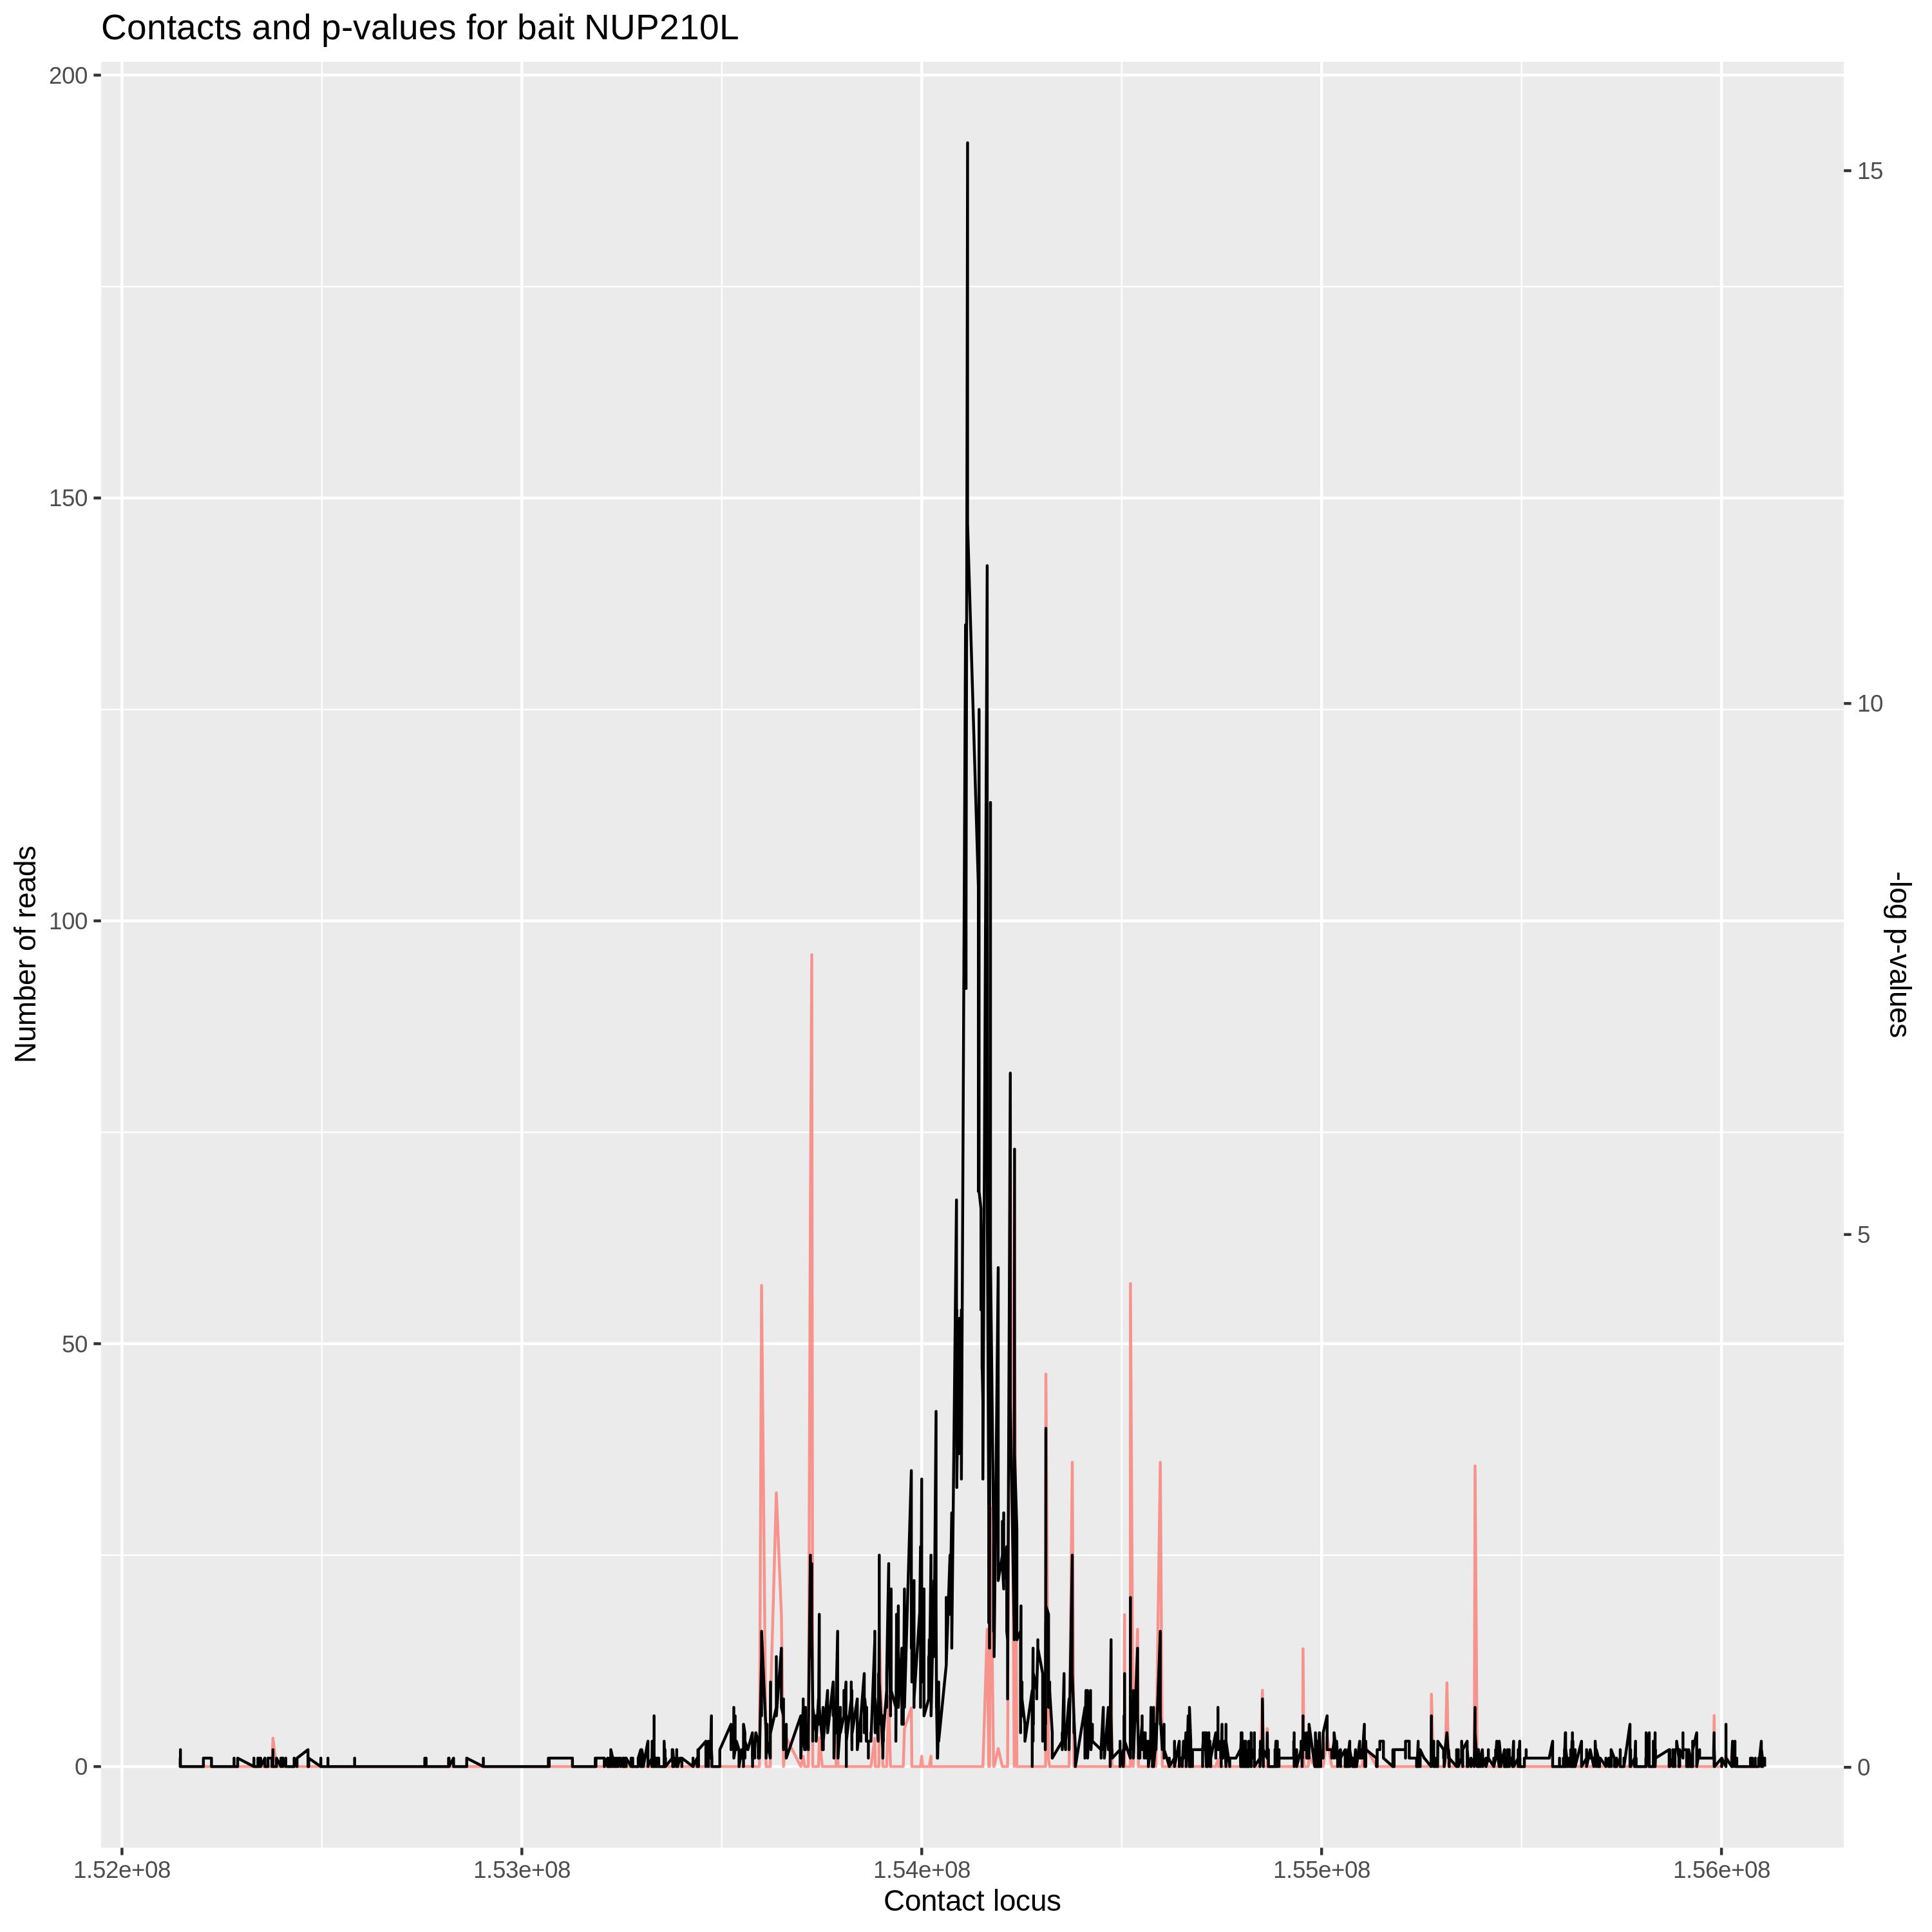 Contacts and p-values for bait NUP210L
200
150
100
50
0
Number of reads
15
10
5
0
-log p-values
1.52e+08
1.53e+08
1.54e+08
1.55e+08
1.56e+08
Contact locus